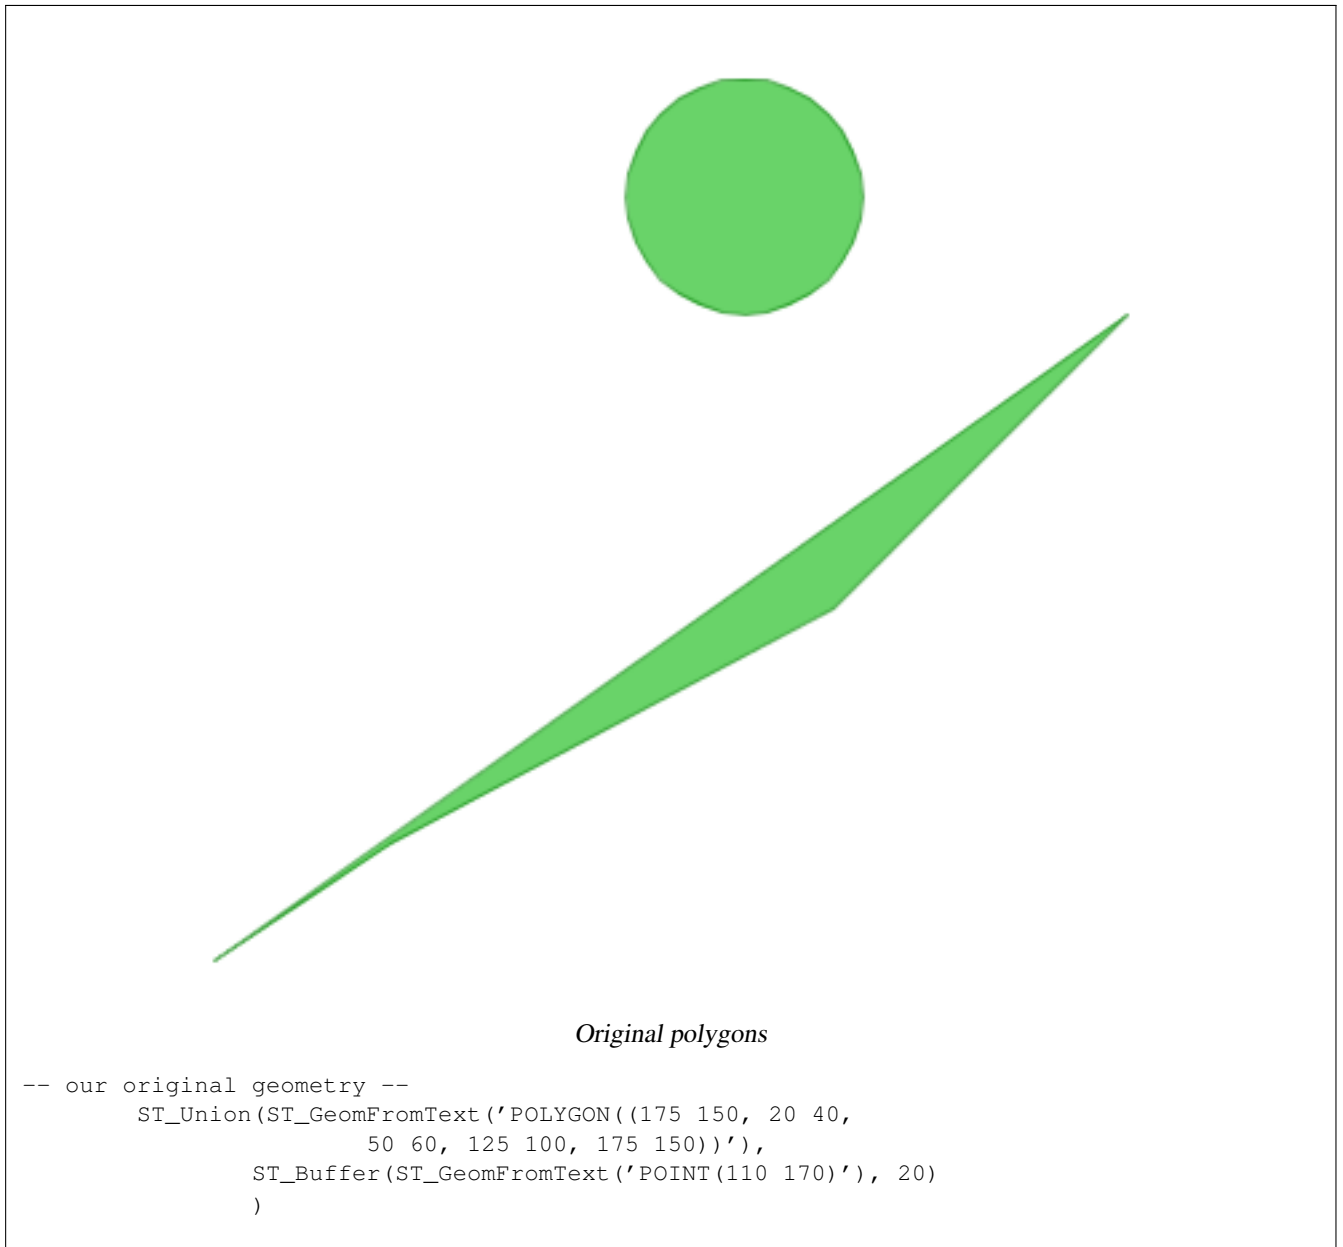 Original polygons
-- our original geometry --
ST_Union(ST_GeomFromText('POLYGON((175 150, 20 40,
50 60, 125 100, 175 150))'),
ST_Buffer(ST_GeomFromText('POINT(110 170)'), 20)
)